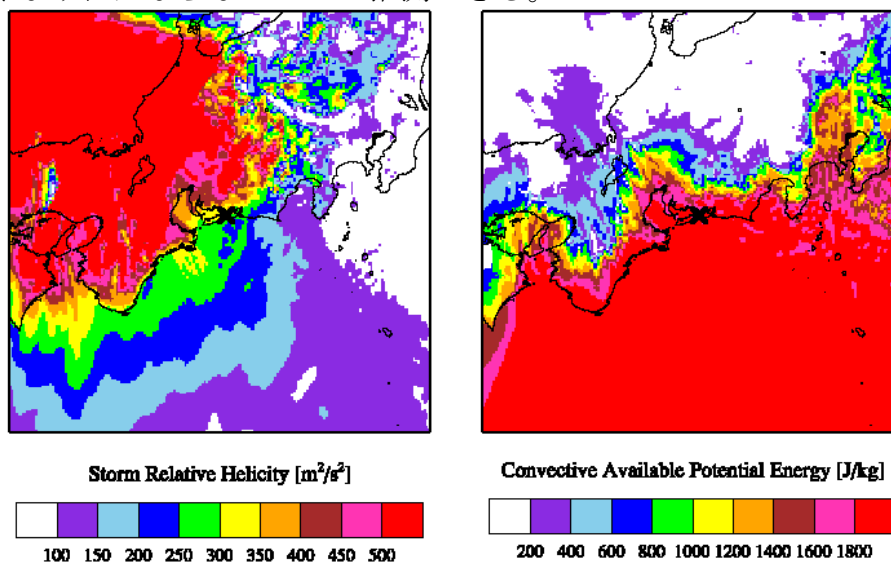 Storm Relative Helicity [m²/s²]
100 150 200 250 300 350 400 450 500
Convective Available Potential Energy [J/kg]
200 400 600 800 1000 1200 1400 1600 1800